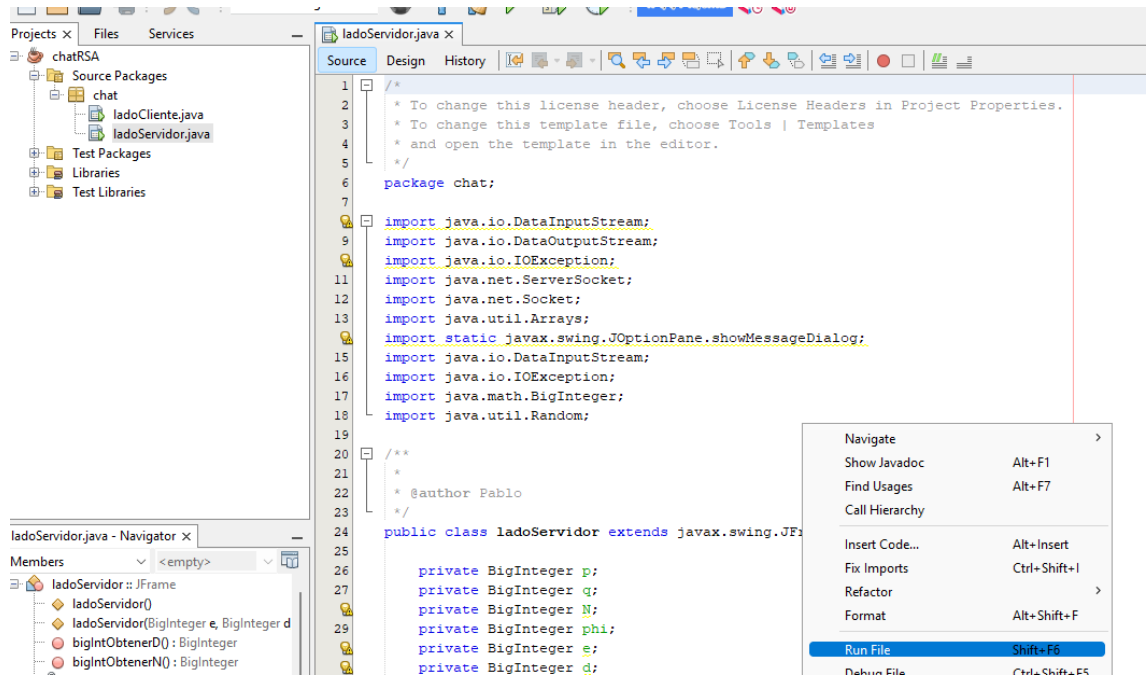 Projects × Files Services
chatRSA
Source Packages
chat
ladoCliente.java
ladoServidor.java
Test Packages
Libraries
Test Libraries
ladoServidor.java - Navigator ×
Members <empty>
ladoServidor :: JFrame
ladoServidor()
ladoServidor(BigInteger e, BigInteger d
bigIntObtenerD() : BigInteger
bigIntObtenerN() : BigInteger
ladoServidor.java ×
Source Design History
1 /*
2 * To change this license header, choose License Headers in Project Properties.
3 * To change this template file, choose Tools | Templates
4 * and open the template in the editor.
5 */
6 package chat;
7
import java.io.DataInputStream;
9 import java.io.DataOutputStream;
import java.io.IOException;
11 import java.net.ServerSocket;
12 import java.net.Socket;
13 import java.util.Arrays;
import static javax.swing.JOptionPane.showMessageDialog;
15 import java.io.DataInputStream;
16 import java.io.IOException;
17 import java.math.BigInteger;
18 import java.util.Random;
19
20 /**
21 *
22 * @author Pablo
23 */
24 public class ladoServidor extends javax.swing.JFr
25
26 private BigInteger p;
27 private BigInteger q;
private BigInteger N;
29 private BigInteger phi;
private BigInteger e;
private BigInteger d;
Navigate >
Show Javadoc Alt+F1
Find Usages Alt+F7
Call Hierarchy
Insert Code... Alt+Insert
Fix Imports Ctrl+Shift+I
Refactor >
Format Alt+Shift+F
Run File Shift+F6
Debug File Ctrl+Shift+F5